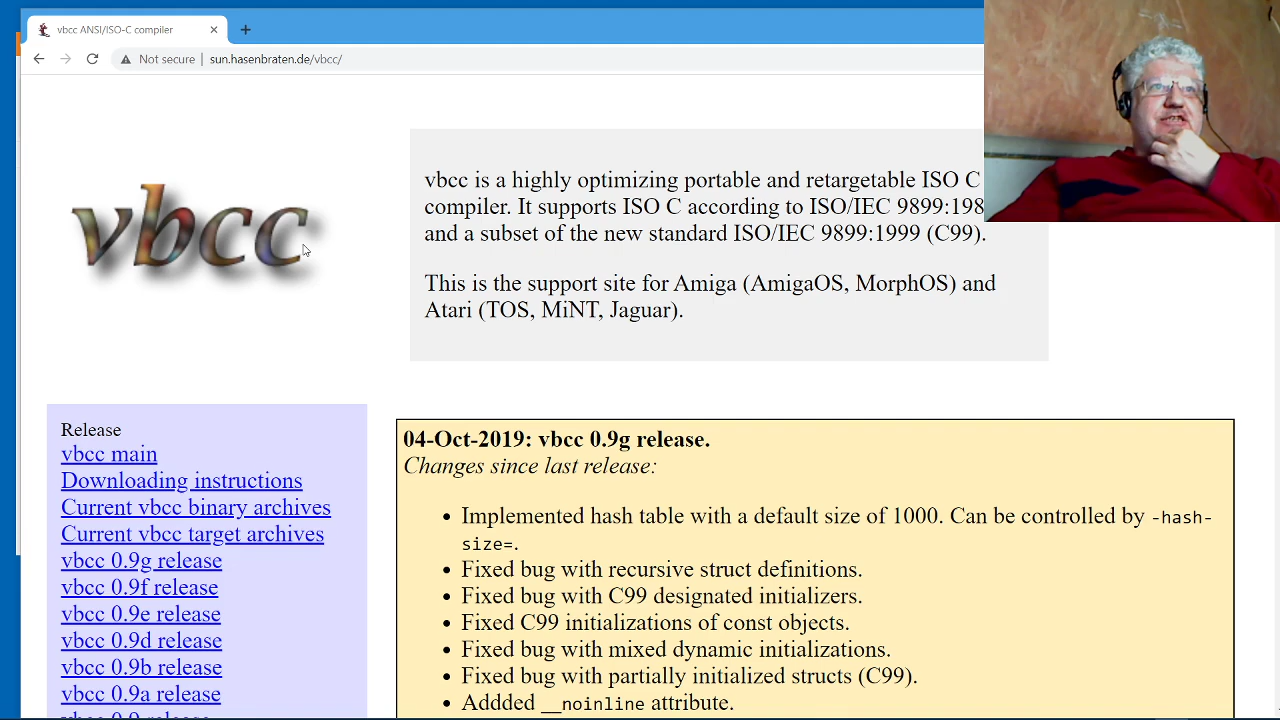 vbcc ANSI/ISO-C compiler
Not secure | sun.hasenbraten.de/vbcc/
vbcc
vbcc is a highly optimizing portable and retargetable ISO C
compiler. It supports ISO C according to ISO/IEC 9899:198
and a subset of the new standard ISO/IEC 9899:1999 (C99).
This is the support site for Amiga (AmigaOS, MorphOS) and
Atari (TOS, MiNT, Jaguar).
Release
vbcc main
Downloading instructions
Current vbcc binary archives
Current vbcc target archives
vbcc 0.9g release
vbcc 0.9f release
vbcc 0.9e release
vbcc 0.9d release
vbcc 0.9b release
vbcc 0.9a release
04-Oct-2019: vbcc 0.9g release.
Changes since last release:
• Implemented hash table with a default size of 1000. Can be controlled by -hash-
size=.
• Fixed bug with recursive struct definitions.
• Fixed bug with C99 designated initializers.
• Fixed C99 initializations of const objects.
• Fixed bug with mixed dynamic initializations.
• Fixed bug with partially initialized structs (C99).
• Addded __noinline attribute.